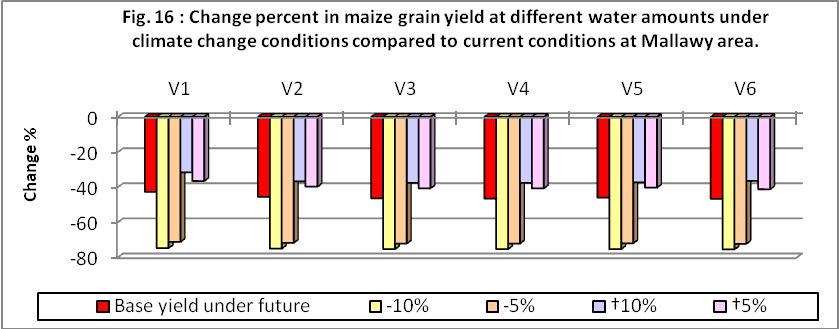 Fig. 16 : Change percent in maize grain yield at different water amounts under
climate change conditions compared to current conditions at Mallawy area.
V1 V2 V3 V4 V5 V6
0
-20
-40
-60
-80
Change %
Base yield under future -10% -5% †10% †5%